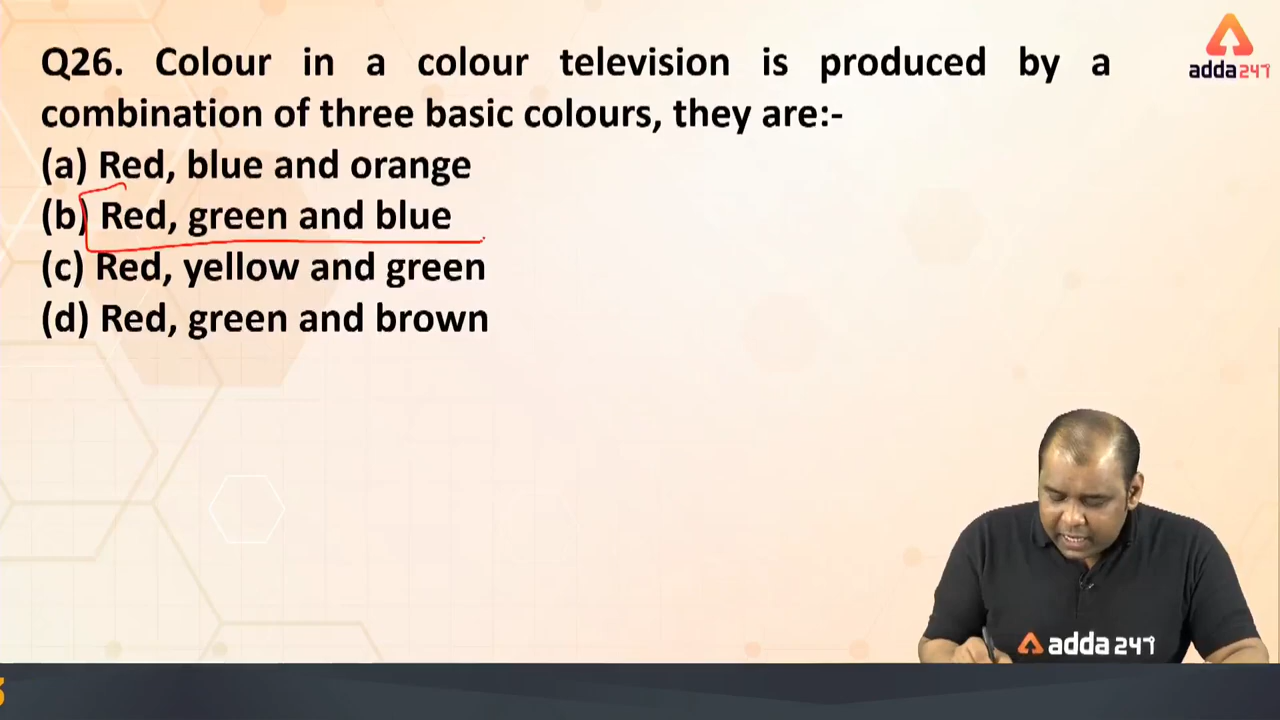 Q26. Colour in a colour television is produced by a
combination of three basic colours, they are:-
(a) Red, blue and orange
(b) Red, green and blue
(c) Red, yellow and green
(d) Red, green and brown
adda247
adda247